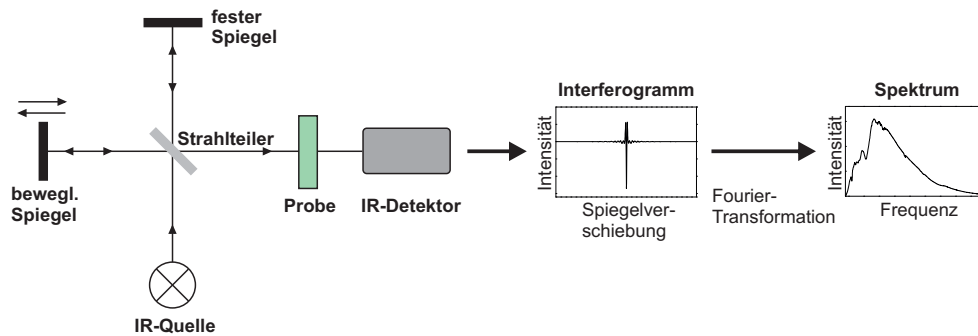 fester
Spiegel
Strahlteiler
bewegl.
Spiegel
Probe
IR-Detektor
IR-Quelle
Interferogramm
Intensität
Spiegelver-
schiebung
Fourier-
Transformation
Spektrum
Intensität
Frequenz